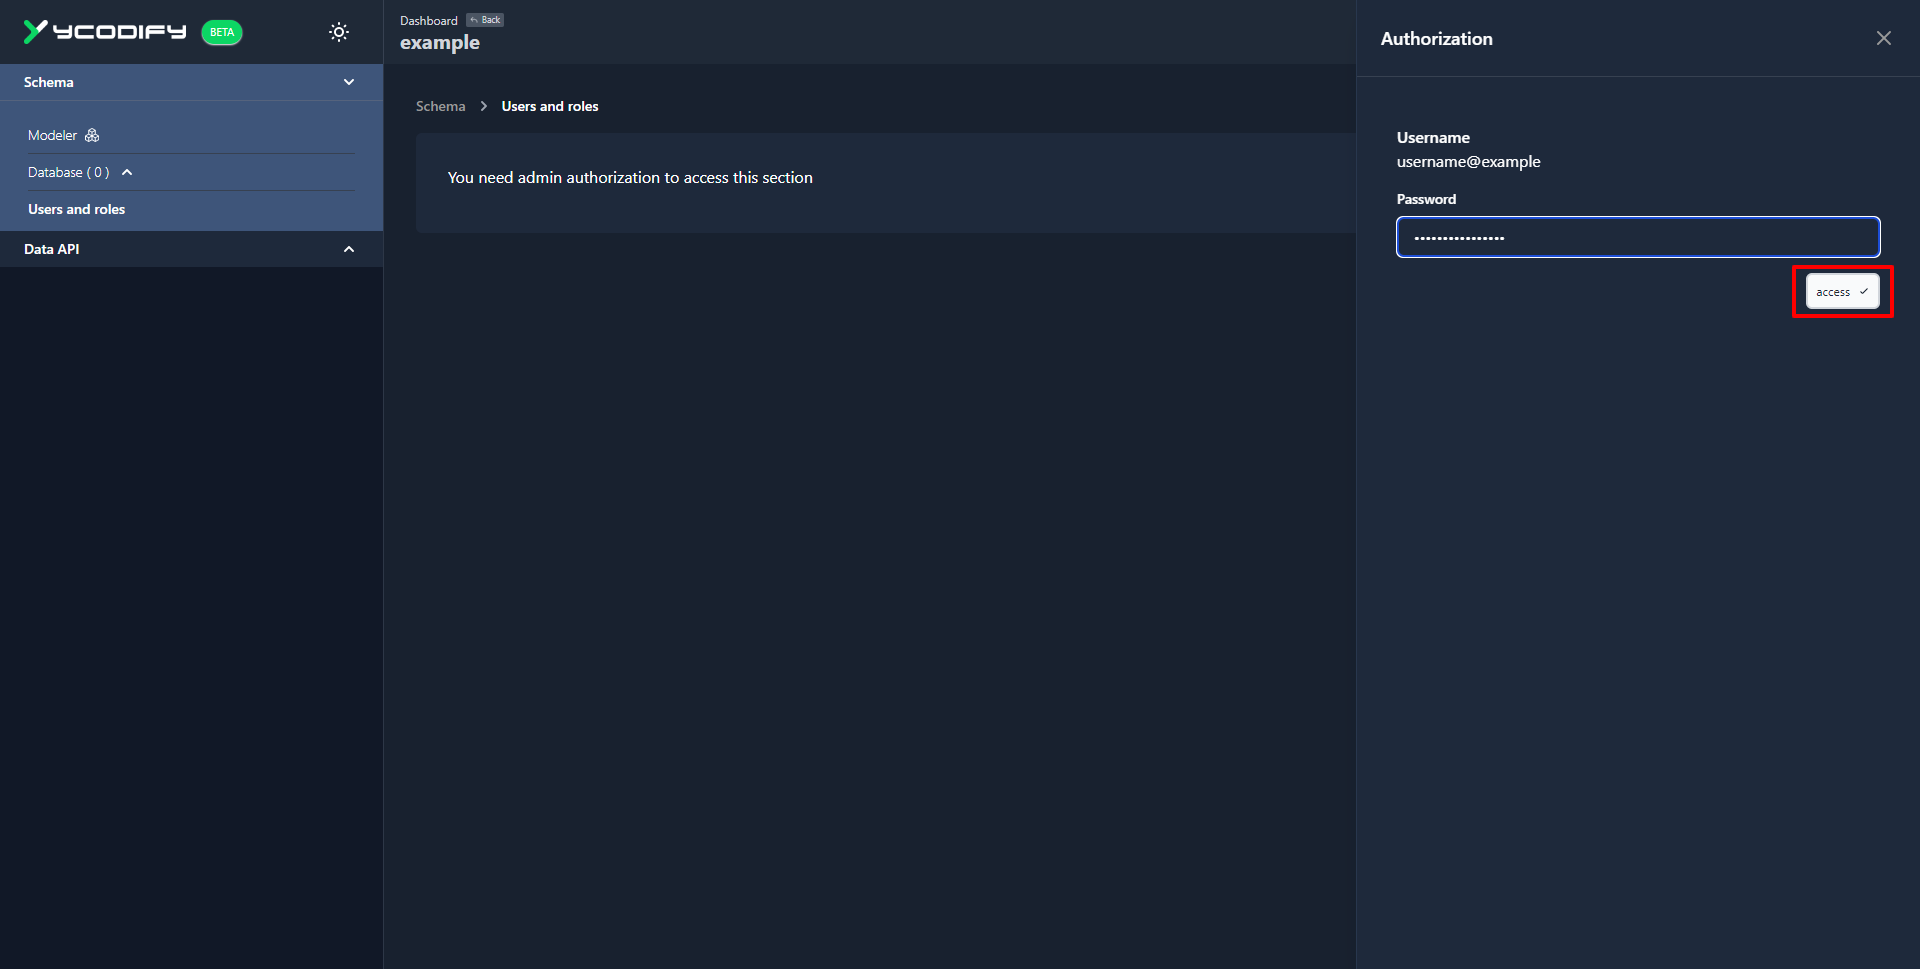 YCODIFY BETA
Schema
Modeler
Database ( 0 )
Users and roles
Data API
Dashboard Back
example
Schema > Users and roles
You need admin authorization to access this section
Authorization
Username
username@example
Password
••••••••••••••••
access